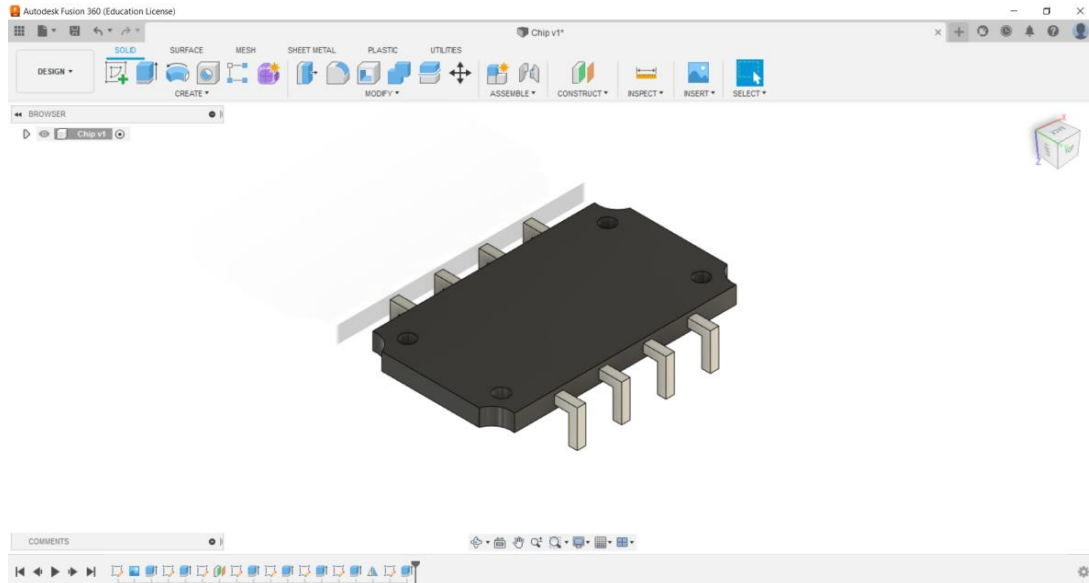 Autodesk Fusion 360 (Education License)
Chip v1*
SOLID SURFACE MESH SHEET METAL PLASTIC UTILITIES
DESIGN
CREATE MODIFY ASSEMBLE CONSTRUCT INSPECT INSERT SELECT
BROWSER
Chip v1
X
Z
COMMENTS